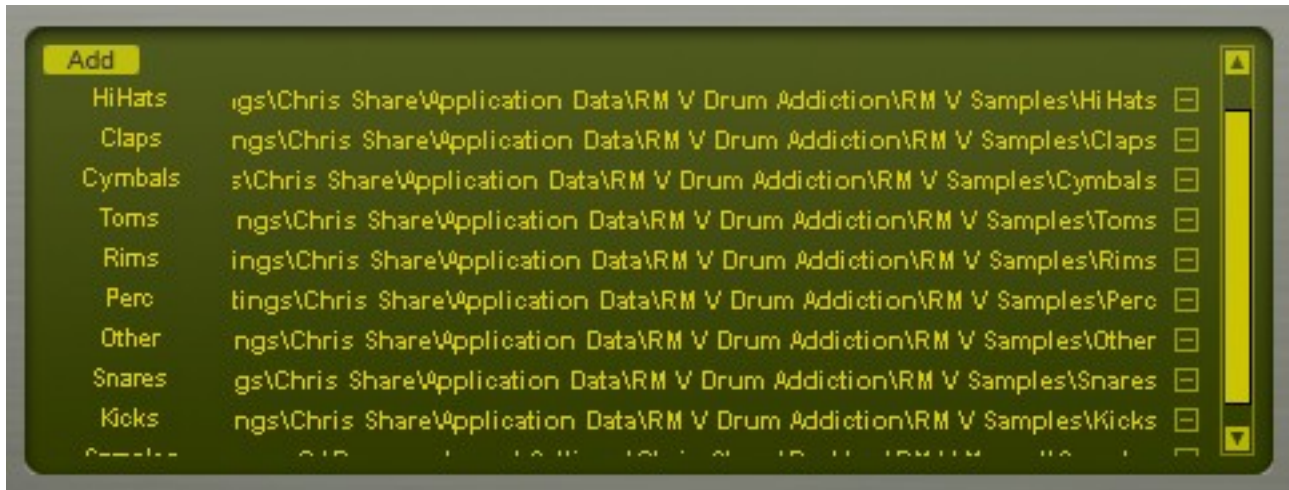 Add
HiHats ngs\Chris Share\Application Data\RM V Drum Addiction\RM V Samples\HiHats
Claps ngs\Chris Share\Application Data\RM V Drum Addiction\RM V Samples\Claps
Cymbals s\Chris Share\Application Data\RM V Drum Addiction\RM V Samples\Cymbals
Toms ngs\Chris Share\Application Data\RM V Drum Addiction\RM V Samples\Toms
Rims ings\Chris Share\Application Data\RM V Drum Addiction\RM V Samples\Rims
Perc tings\Chris Share\Application Data\RM V Drum Addiction\RM V Samples\Perc
Other ngs\Chris Share\Application Data\RM V Drum Addiction\RM V Samples\Other
Snares gs\Chris Share\Application Data\RM V Drum Addiction\RM V Samples\Snares
Kicks ngs\Chris Share\Application Data\RM V Drum Addiction\RM V Samples\Kicks